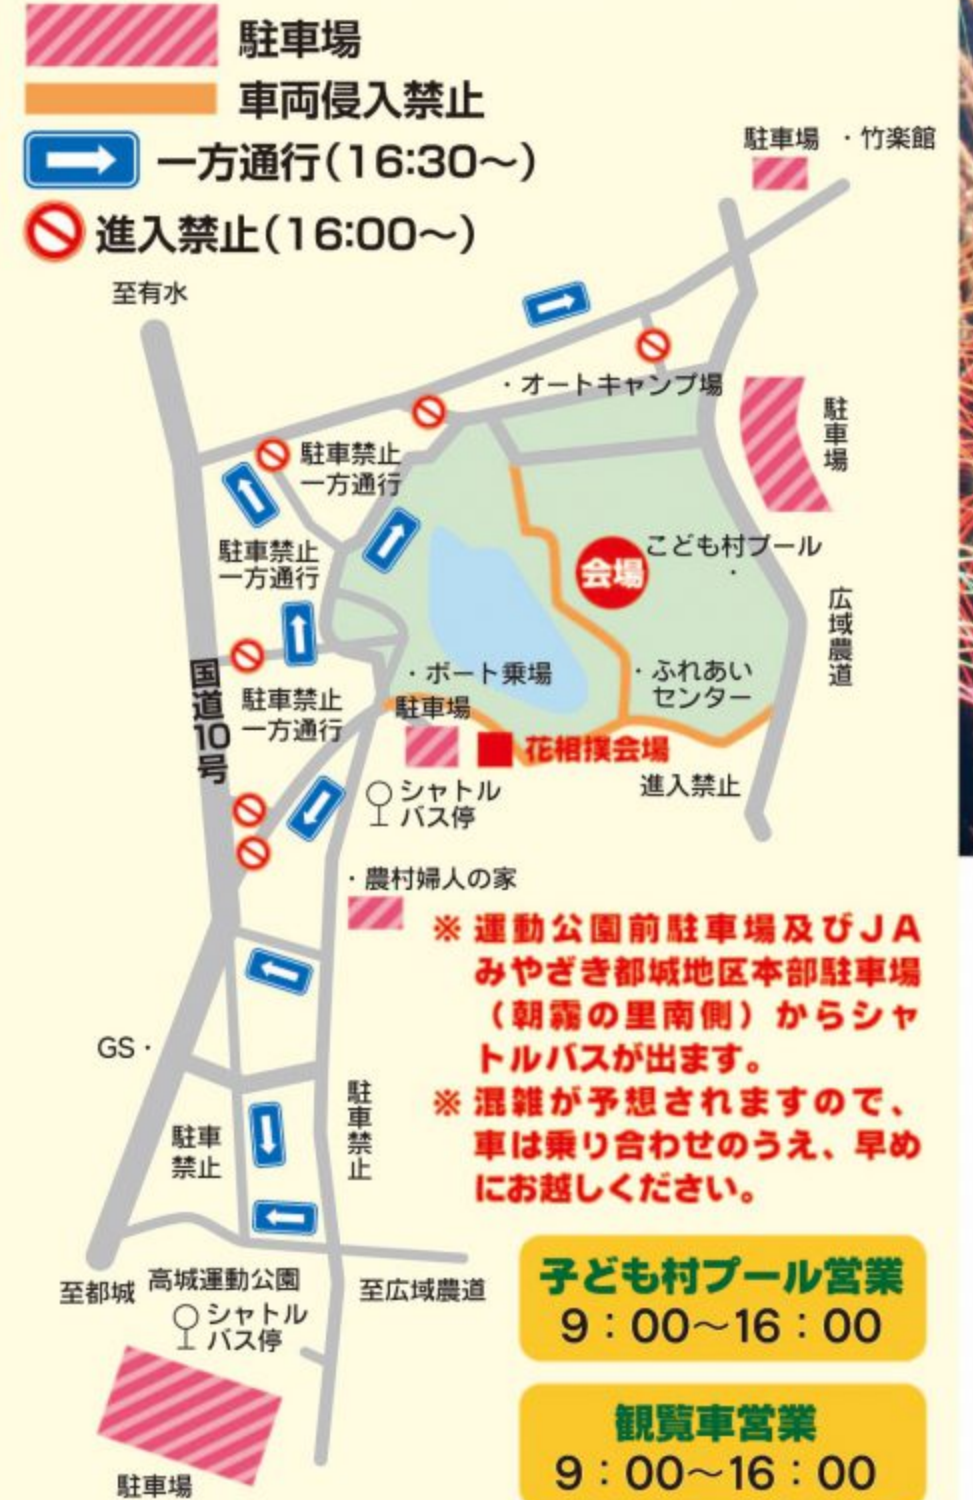 駐車場
車両侵入禁止
一方通行(16:30～)
進入禁止(16:00～)
駐車場 ・竹楽館
至有水
・オートキャンプ場
駐車場
駐車禁止
一方通行
駐車禁止
一方通行
会場
こども村プール
・
広域農道
国道10号
・ボート乗場
・ふれあい
センター
駐車禁止
一方通行
駐車場
花相撲会場
進入禁止
シャトル
バス停
・農村婦人の家
※ 運動公園前駐車場及びJA
みやざき都城地区本部駐車場
（朝霧の里南側）からシャ
トルバスが出ます。
※ 混雑が予想されますので、
車は乗り合わせのうえ、早め
にお越しください。
GS・
駐車
禁止
駐車禁止
至都城
高城運動公園
至広域農道
シャトル
バス停
駐車場
子ども村プール営業
9：00～16：00
観覧車営業
9：00～16：00